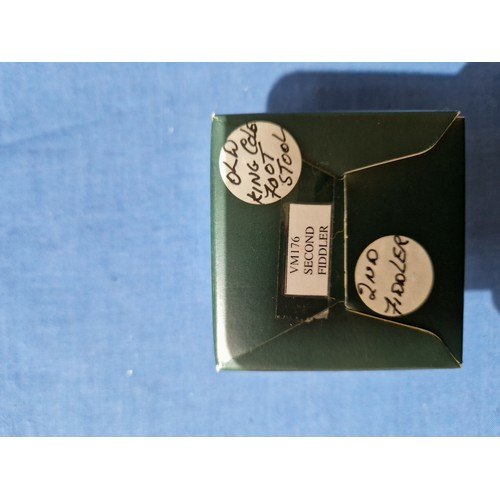 OLD
KING COLE
FOOT
STOOL
VM176
SECOND
FIDDLER
2ND
FIDDLER